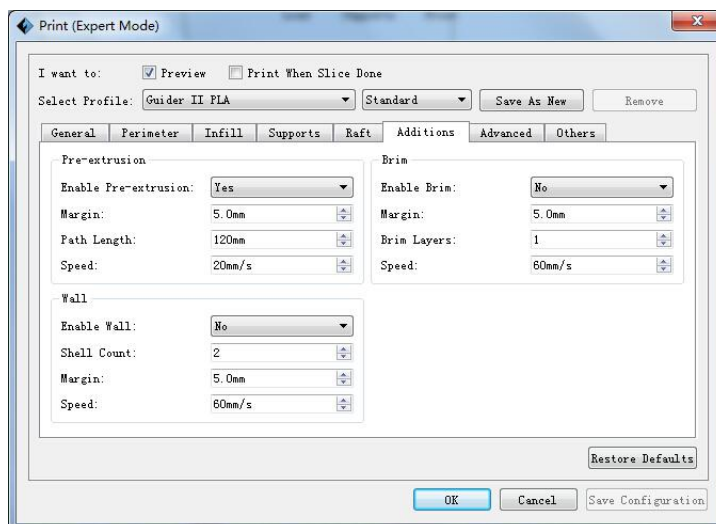 Print (Expert Mode)
I want to: Preview Print When Slice Done
Select Profile: Guider II PLA Standard Save As New Remove
General Perimeter Infill Supports Raft Additions Advanced Others
Pre-extrusion
Enable Pre-extrusion: Yes
Margin: 5.0mm
Path Length: 120mm
Speed: 20mm/s
Brim
Enable Brim: No
Margin: 5.0mm
Brim Layers: 1
Speed: 60mm/s
Wall
Enable Wall: No
Shell Count: 2
Margin: 5.0mm
Speed: 60mm/s
Restore Defaults
OK Cancel Save Configuration